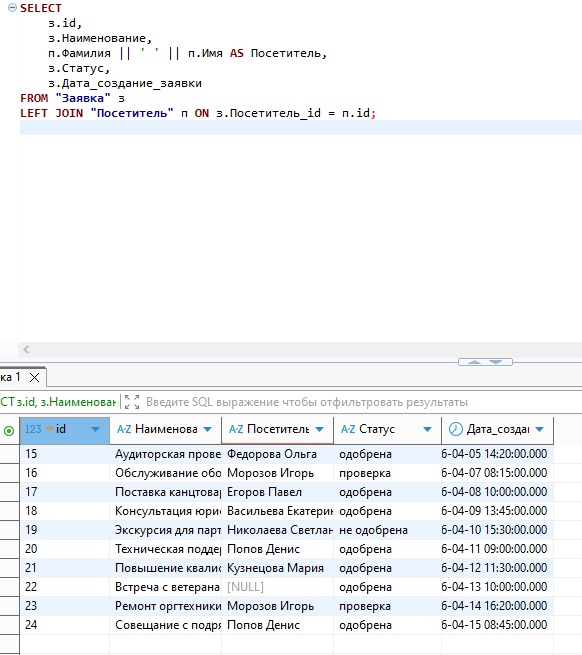 SELECT
з.id,
з.Наименование,
п.Фамилия || ' ' || п.Имя AS Посетитель,
з.Статус,
з.Дата_создание_заявки
FROM "Заявка" з
LEFT JOIN "Посетитель" п ON з.Посетитель_id = п.id;
ка 1
CT з.id, з.Наименован Введите SQL выражение чтобы отфильтровать результаты
123 id A-Z Наименова A-Z Посетитель A-Z Статус Дата_создан
15 Аудиторская прове Федорова Ольга одобрена 6-04-05 14:20:00.000
16 Обслуживание обо Морозов Игорь проверка 6-04-07 08:15:00.000
17 Поставка канцтовар Егоров Павел одобрена 6-04-08 10:00:00.000
18 Консультация юри Васильева Екатерин одобрена 6-04-09 13:45:00.000
19 Экскурсия для парт Николаева Светлан не одобрена 6-04-10 15:30:00.000
20 Техническая поддер Попов Денис одобрена 6-04-11 09:00:00.000
21 Повышение квалис Кузнецова Мария одобрена 6-04-12 11:30:00.000
22 Встреча с ветерана [NULL] одобрена 6-04-13 10:00:00.000
23 Ремонт оргтехники Морозов Игорь проверка 6-04-14 16:20:00.000
24 Совещание с подря Попов Денис одобрена 6-04-15 08:45:00.000